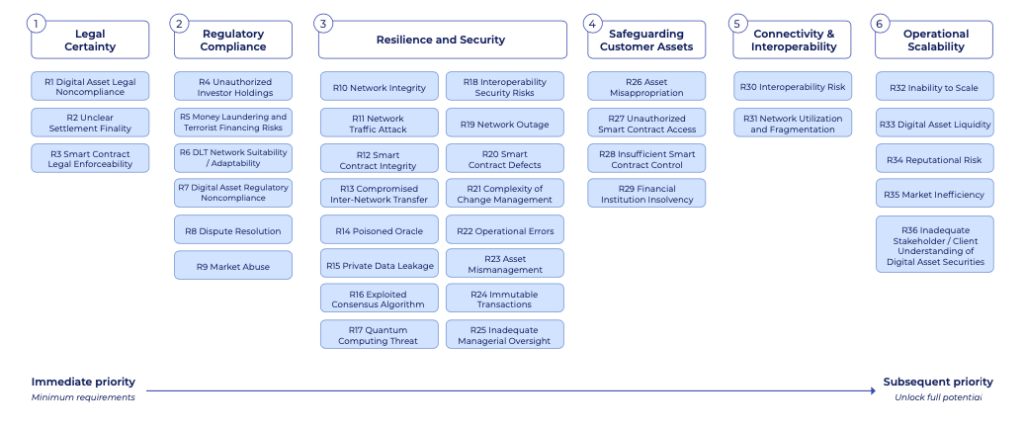 1
Legal
Certainty
R1 Digital Asset Legal
Noncompliance
R2 Unclear
Settlement Finality
R3 Smart Contract
Legal Enforceability
2
Regulatory
Compliance
R4 Unauthorized
Investor Holdings
R5 Money Laundering and
Terrorist Financing Risks
R6 DLT Network Suitability
/ Adaptability
R7 Digital Asset Regulatory
Noncompliance
R8 Dispute Resolution
R9 Market Abuse
3
Resilience and Security
R10 Network Integrity
R11 Network
Traffic Attack
R12 Smart
Contract Integrity
R13 Compromised
Inter-Network Transfer
R14 Poisoned Oracle
R15 Private Data Leakage
R16 Exploited
Consensus Algorithm
R17 Quantum
Computing Threat
R18 Interoperability
Security Risks
R19 Network Outage
R20 Smart
Contract Defects
R21 Complexity of
Change Management
R22 Operational Errors
R23 Asset
Mismanagement
R24 Immutable
Transactions
R25 Inadequate
Managerial Oversight
4
Safeguarding
Customer Assets
R26 Asset
Misappropriation
R27 Unauthorized
Smart Contract Access
R28 Insufficient Smart
Contract Control
R29 Financial
Institution Insolvency
5
Connectivity &
Interoperability
R30 Interoperability Risk
R31 Network Utilization
and Fragmentation
6
Operational
Scalability
R32 Inability to Scale
R33 Digital Asset Liquidity
R34 Reputational Risk
R35 Market Inefficiency
R36 Inadequate
Stakeholder / Client
Understanding of
Digital Asset Securities
Immediate priority
Minimum requirements
Subsequent priority
Unlock full potential